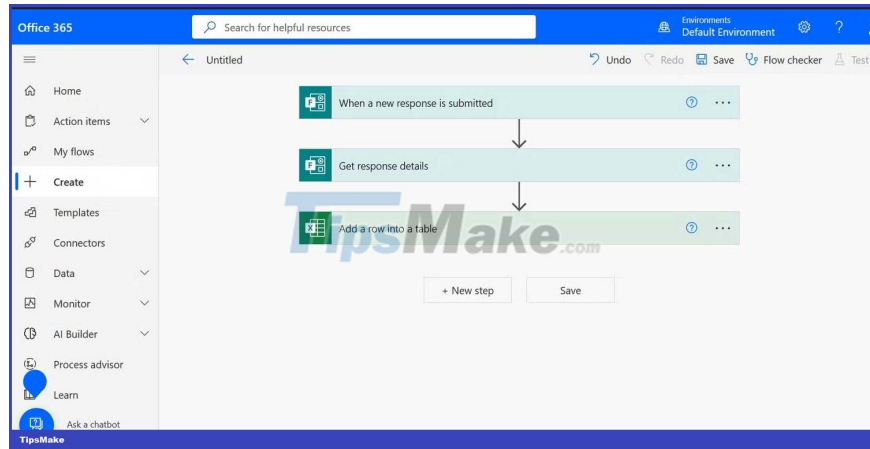 Office 365
Search for helpful resources
Environments
Default Environment
?
Untitled
Undo
Redo
Save
Flow checker
Test
Home
Action items
My flows
Create
Templates
Connectors
Data
Monitor
AI Builder
Process advisor
Learn
Ask a chatbot
When a new response is submitted
Get response details
Add a row into a table
TipsMake.com
+ New step
Save
TipsMake